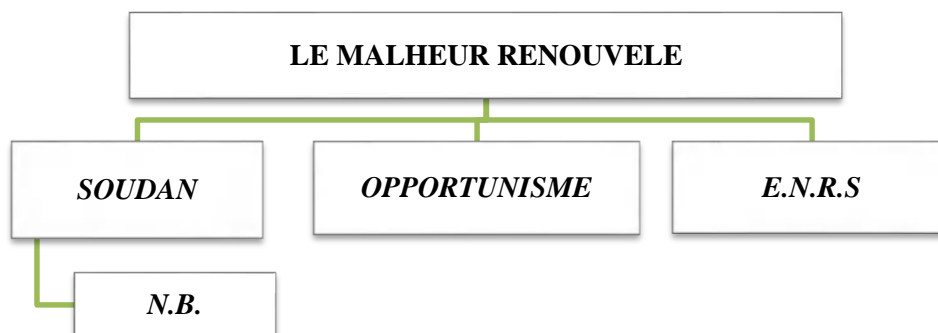 LE MALHEUR RENOUVELE
SOUDAN
OPPORTUNISME
E.N.R.S
N.B.